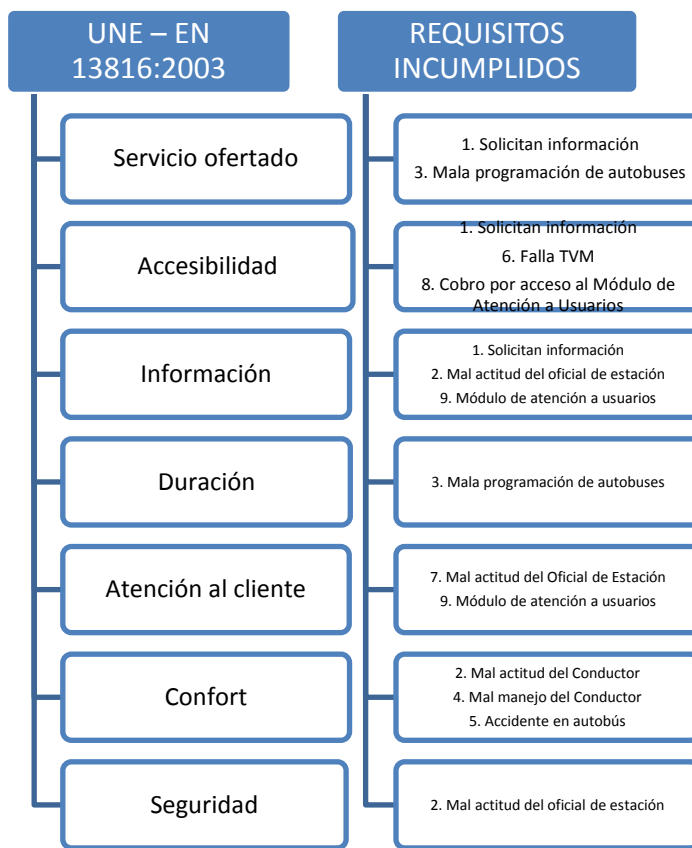 UNE – EN
13816:2003
REQUISITOS
INCUMPLIDOS
Servicio ofertado
1. Solicitan información
3. Mala programación de autobuses
Accesibilidad
1. Solicitan información
6. Falla TVM
8. Cobro por acceso al Módulo de
Atención a Usuarios
Información
1. Solicitan información
2. Mal actitud del oficial de estación
9. Módulo de atención a usuarios
Duración
3. Mala programación de autobuses
Atención al cliente
7. Mal actitud del Oficial de Estación
9. Módulo de atención a usuarios
Confort
2. Mal actitud del Conductor
4. Mal manejo del Conductor
5. Accidente en autobús
Seguridad
2. Mal actitud del oficial de estación